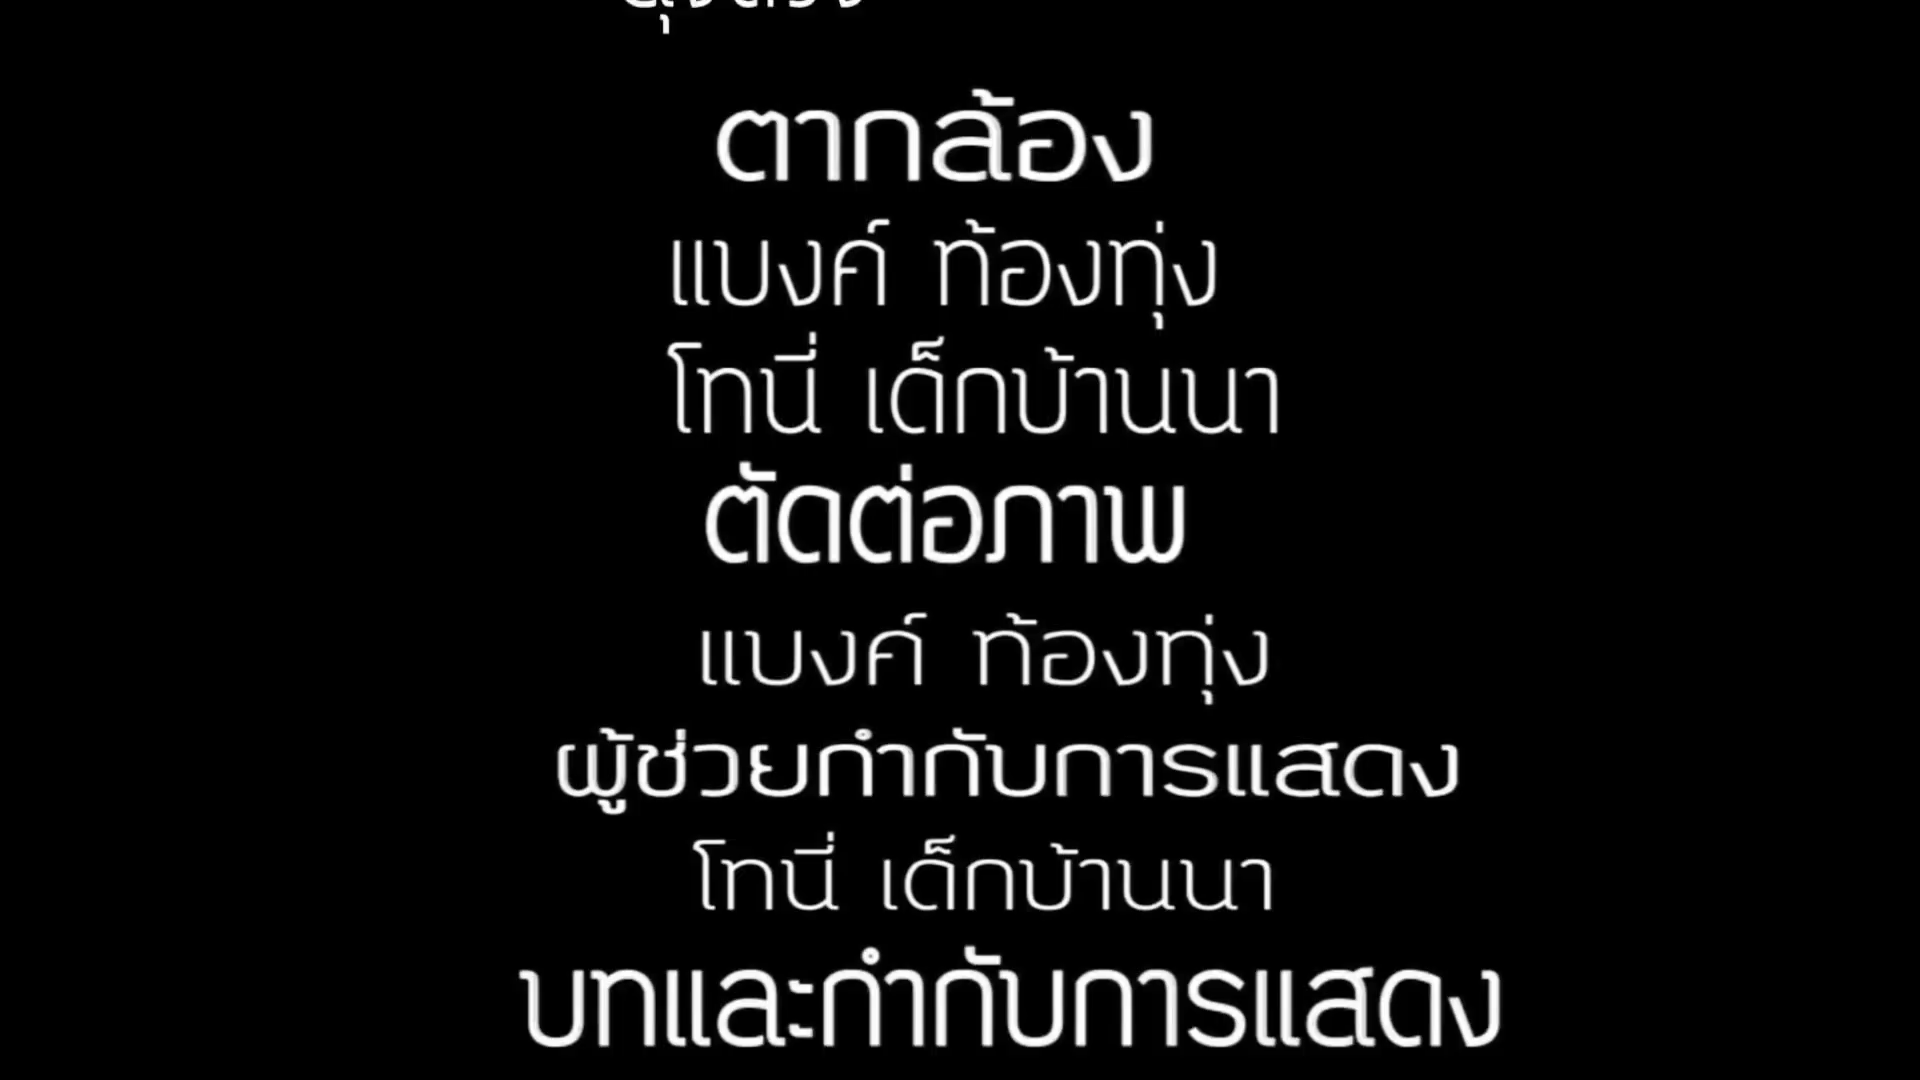 ตากล้อง
แบงค์ ท้องทุ่ง
โทนี่ เด็กบ้านนา
ตัดต่อภาพ
แบงค์ ท้องทุ่ง
ผู้ช่วยกำกับการแสดง
โทนี่ เด็กบ้านนา
บทและกำกับการแสดง